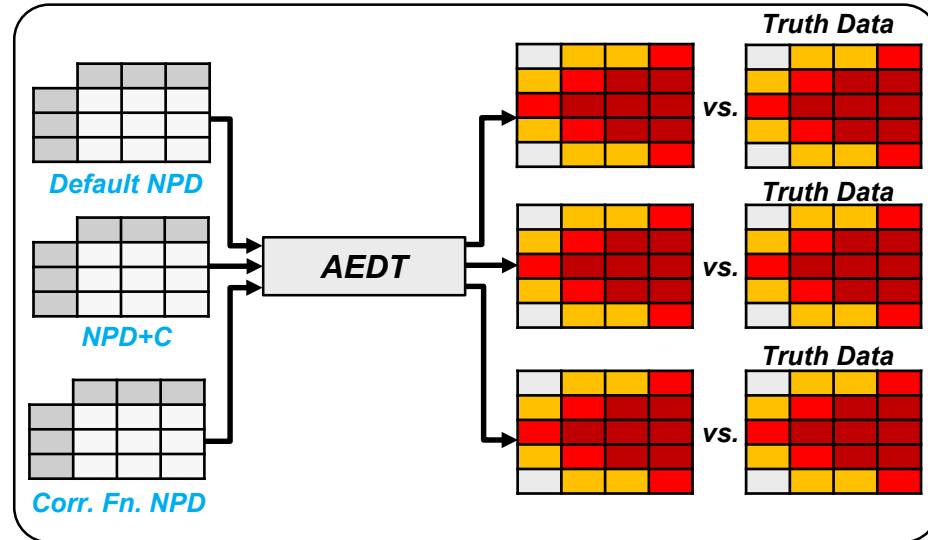 Truth Data
vs.
Default NPD
Truth Data
AEDT
vs.
NPD+C
Truth Data
vs.
Corr. Fn. NPD